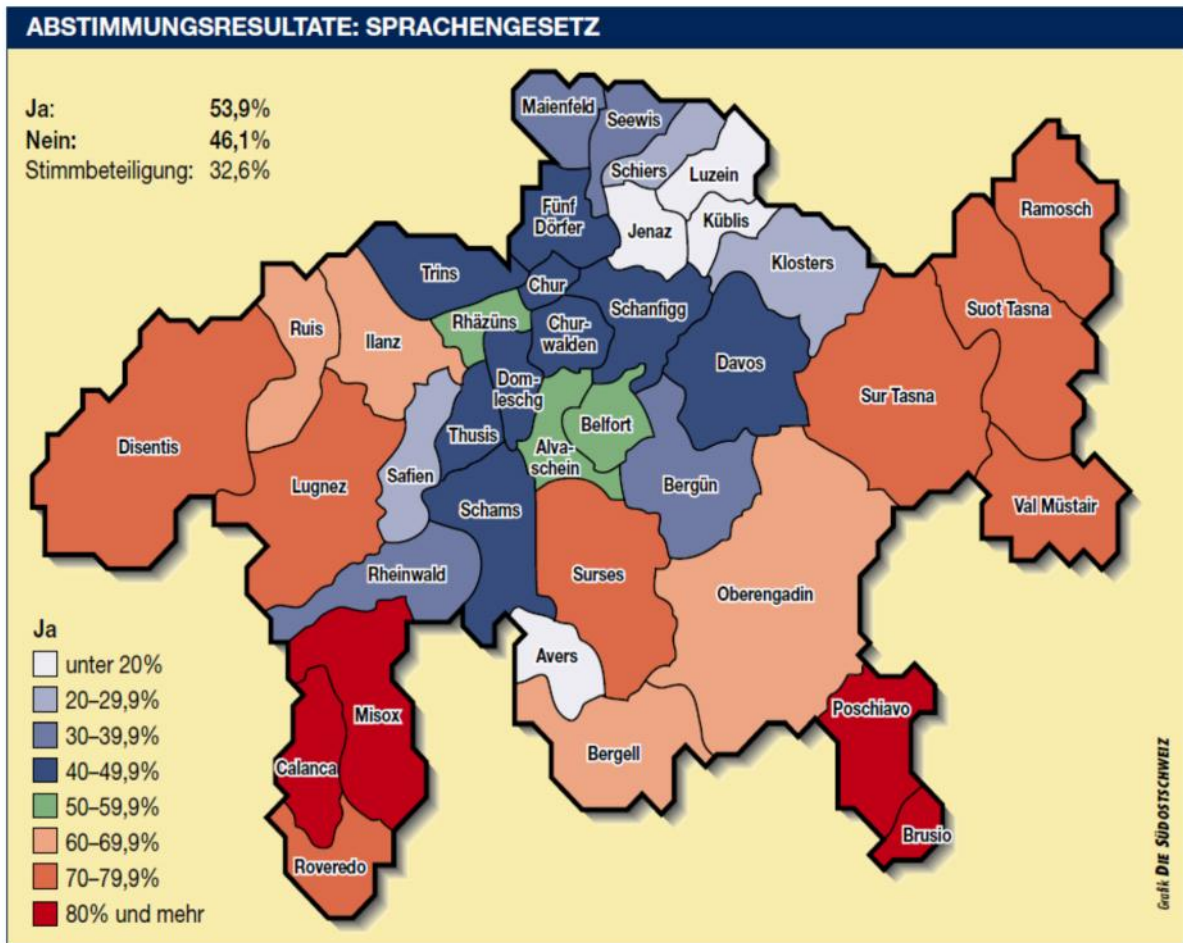 ABSTIMMUNGSRESULTATE: SPRACHENGESETZ
Ja: 53,9%
Nein: 46,1%
Stimmbeteiligung: 32,6%
Maienfeld
Seewis
Schiers
Luzein
Fünf
Dörfer
Jenaz
Küblis
Ramosch
Klosters
Trins
Chur
Schanfigg
Suot Tasna
Ruis
Ilanz
Rhäzüns
Chur-
walden
Davos
Dom-
leschg
Sur Tasna
Disentis
Thusis
Belfort
Alva-
schein
Safien
Lugnez
Bergün
Schams
Val Müstair
Rheinwald
Surses
Oberengadin
Avers
Misox
Poschiavo
Calanca
Bergell
Brusio
Roveredo
Ja
unter 20%
20–29,9%
30–39,9%
40–49,9%
50–59,9%
60–69,9%
70–79,9%
80% und mehr
Grafik DIE SÜDOSTSCHWEIZ